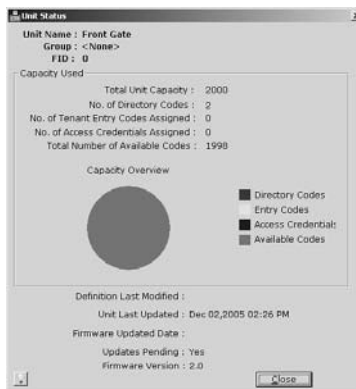 Unit Status
Unit Name : Front Gate
Group : <None>
FID : 0
Capacity Used
Total Unit Capacity : 2000
No. of Directory Codes : 2
No. of Tenant Entry Codes Assigned : 0
No. of Access Credentials Assigned : 0
Total Number of Available Codes : 1998
Capacity Overview
Directory Codes
Entry Codes
Access Credentials
Available Codes
Definition Last Modified :
Unit Last Updated : Dec 02,2005 02:26 PM
Firmware Updated Date :
Updates Pending : Yes
Firmware Version : 2.0
Close